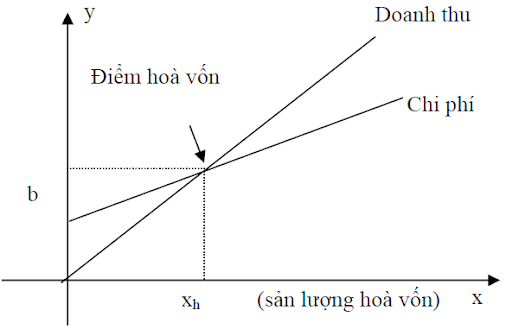 y
Doanh thu
Điểm hoà vốn
Chi phí
b
xh
(sản lượng hoà vốn)
x